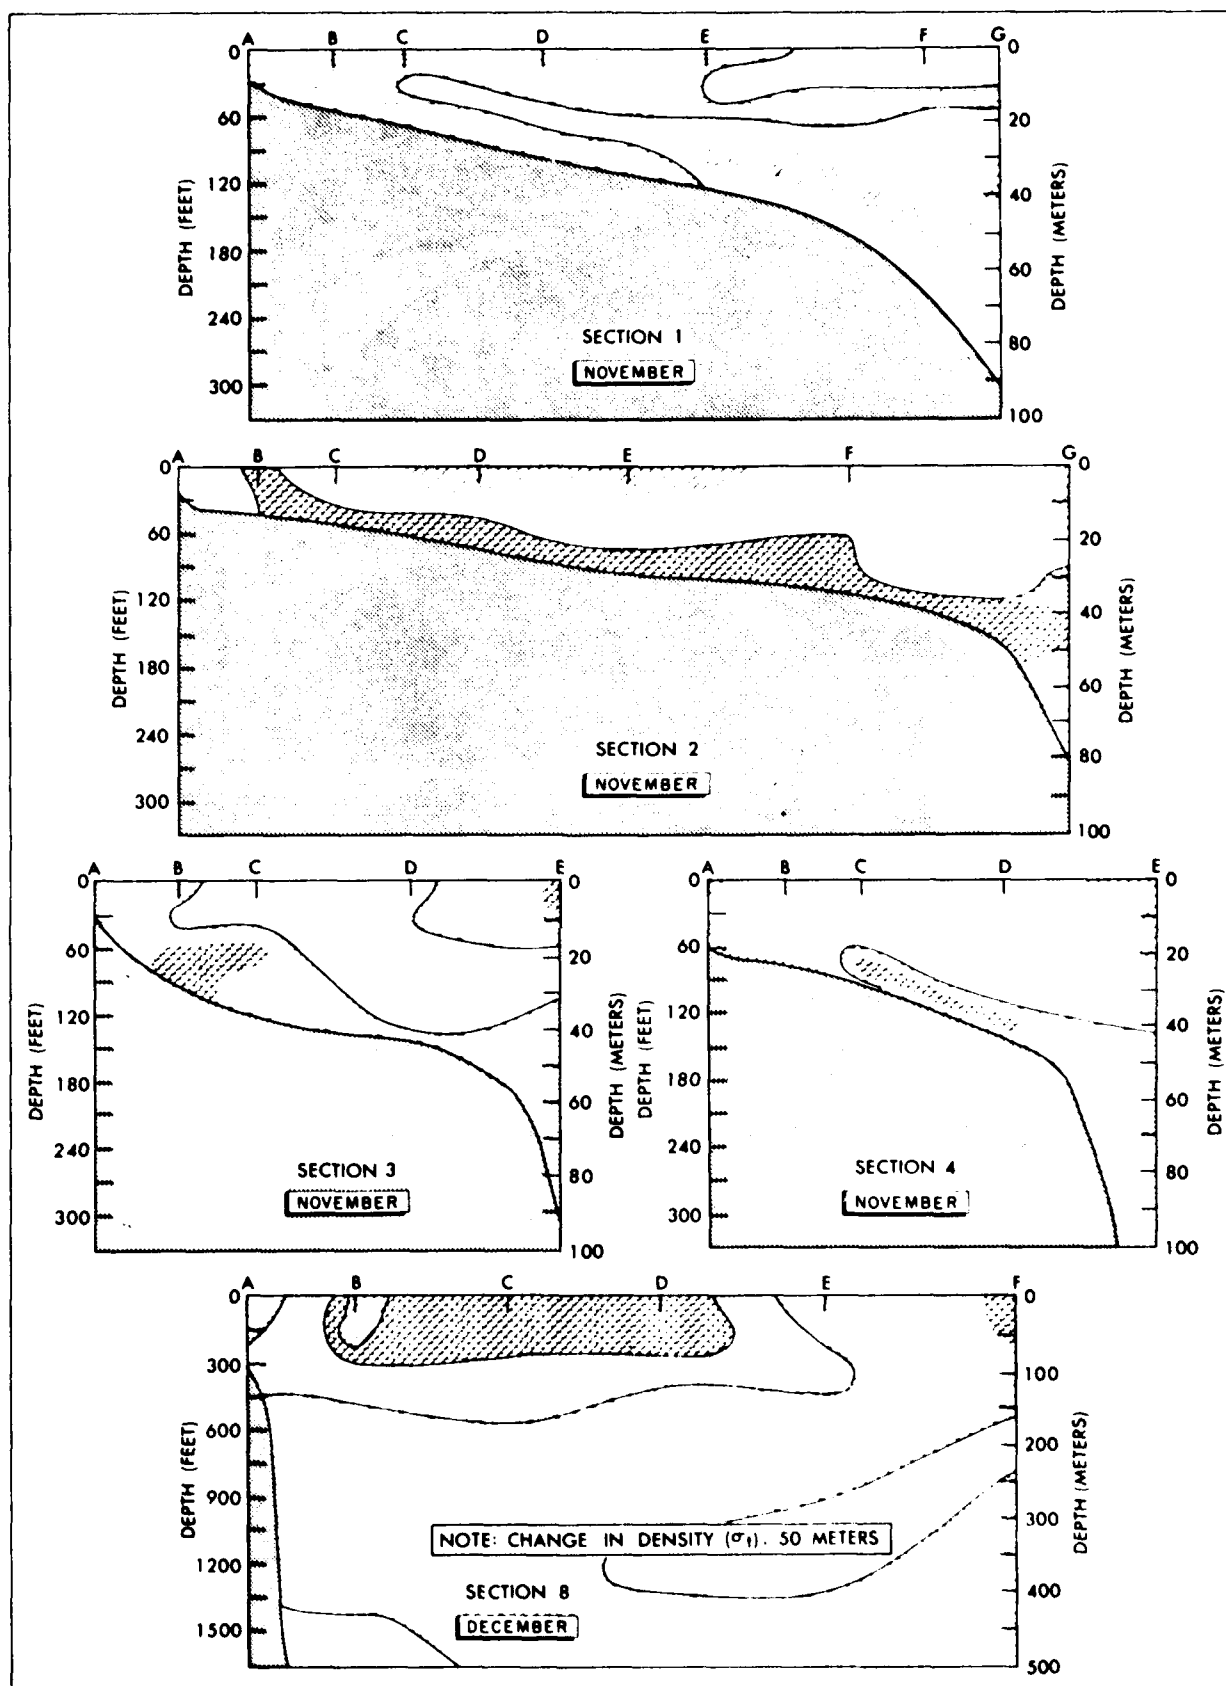 A B C D E F G
0 0
60 20
120 40
180 60
240 80
300 100
DEPTH (FEET)
DEPTH (METERS)
SECTION 1
NOVEMBER
A B C D E F G
0 0
60 20
120 40
180 60
240 80
300 100
DEPTH (FEET)
DEPTH (METERS)
SECTION 2
NOVEMBER
A B C D E
0 0
60 20
120 40
180 60
240 80
300 100
DEPTH (FEET)
DEPTH (METERS)
SECTION 3
NOVEMBER
A B C D E
0 0
60 20
120 40
180 60
240 80
300 100
DEPTH (FEET)
DEPTH (METERS)
SECTION 4
NOVEMBER
A B C D E F
0 0
300 100
600 200
900 300
1200 400
1500 500
DEPTH (FEET)
DEPTH (METERS)
NOTE: CHANGE IN DENSITY (σt). 50 METERS
SECTION 8
DECEMBER